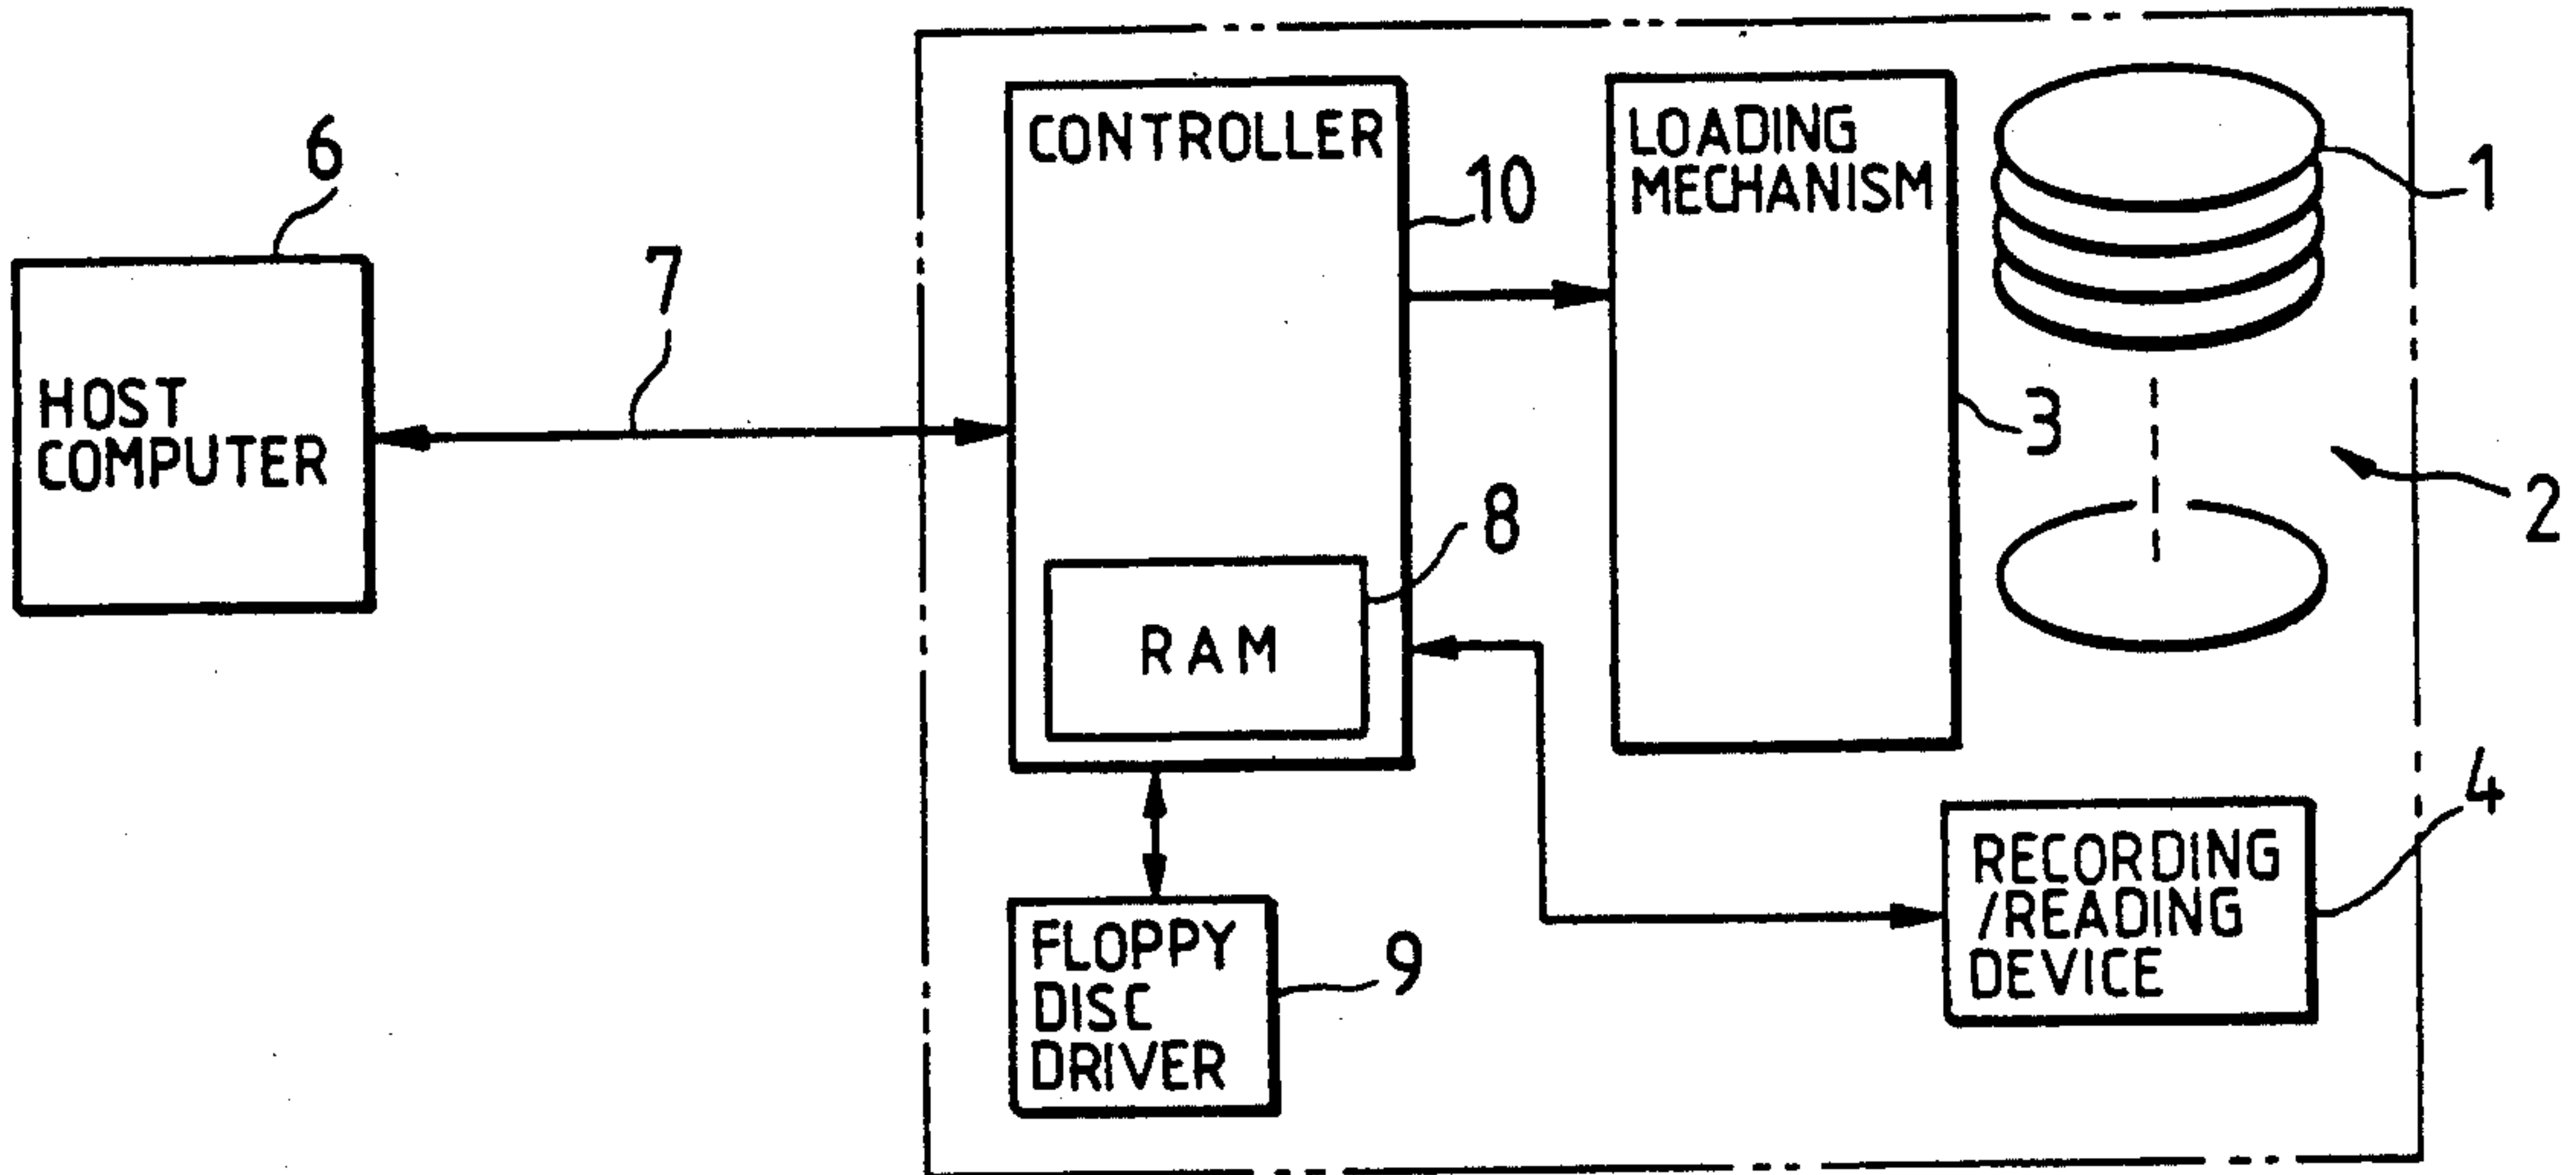 6
HOST
COMPUTER
7
CONTROLLER
10
RAM
8
FLOPPY
DISC
DRIVER
9
LOADING
MECHANISM
3
1
2
RECORDING
/READING
DEVICE
4